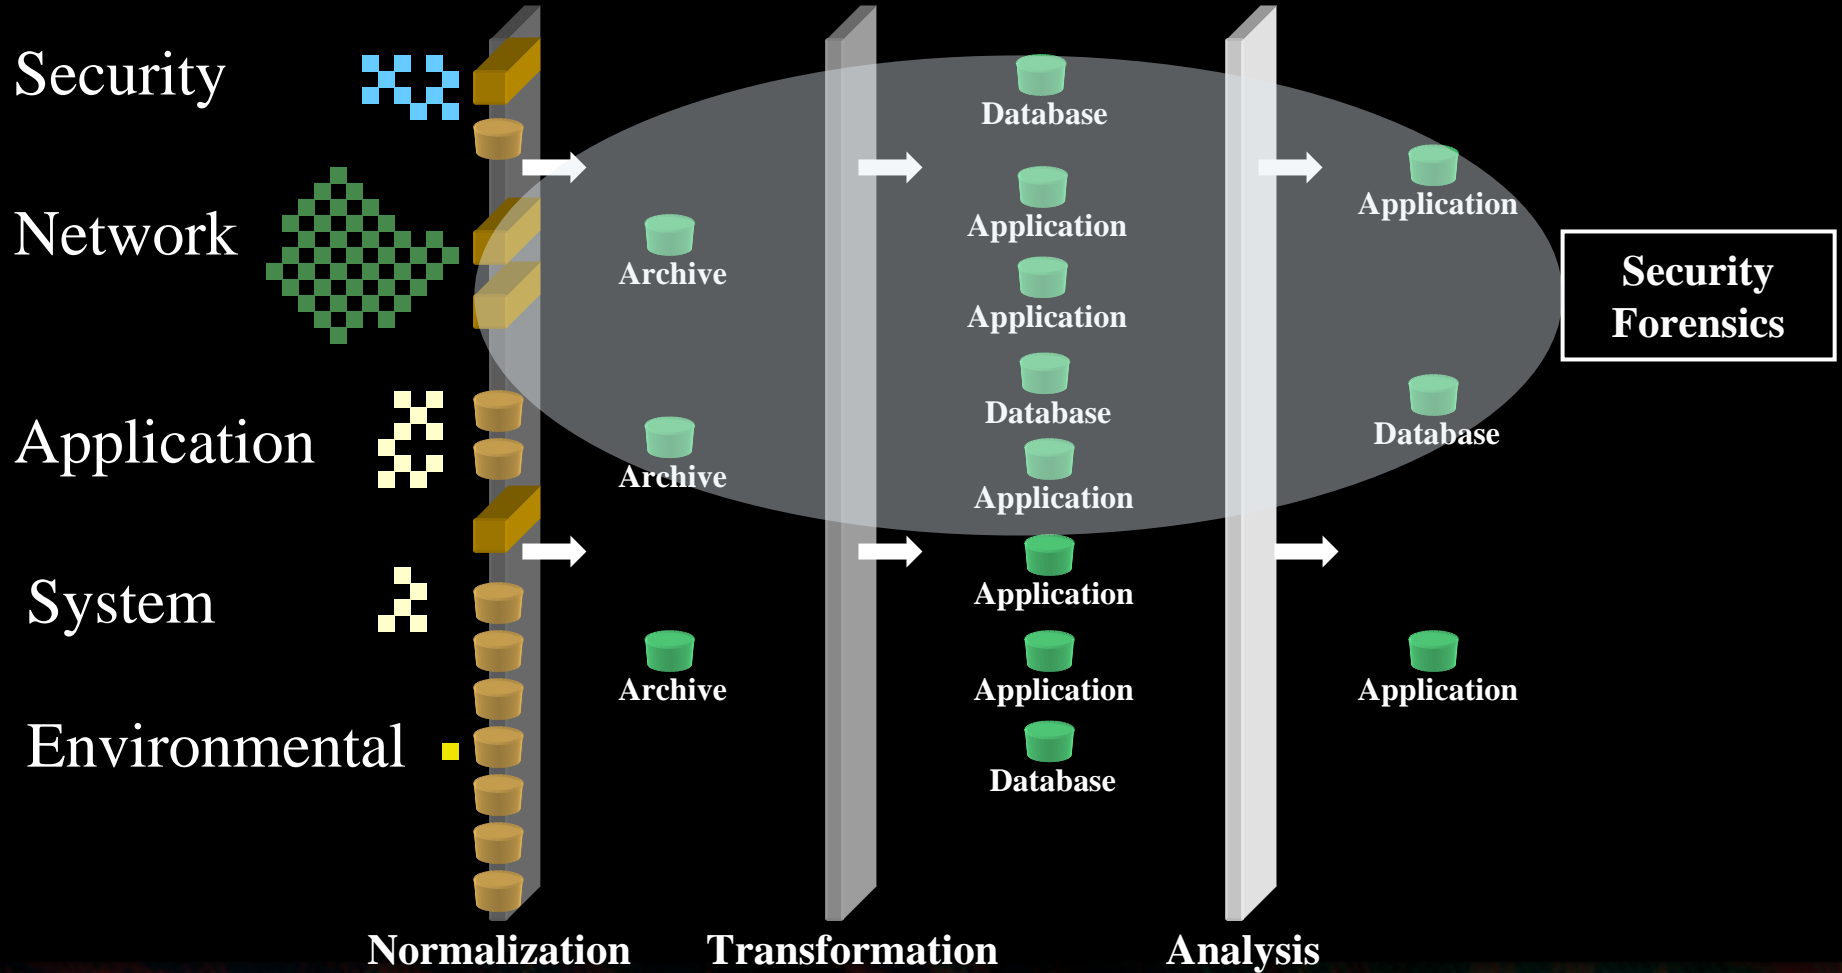 Security
Network
Application
System
Environmental
Archive
Archive
Archive
Database
Application
Application
Database
Application
Application
Application
Database
Application
Database
Application
Security
Forensics
Normalization
Transformation
Analysis